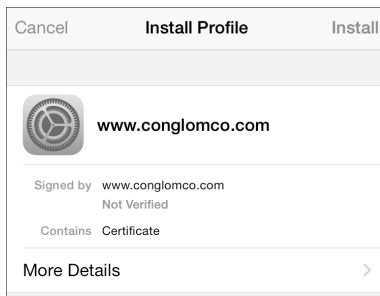 Cancel Install Profile Install
www.conglomco.com
Signed by www.conglomco.com
Not Verified
Contains Certificate
More Details